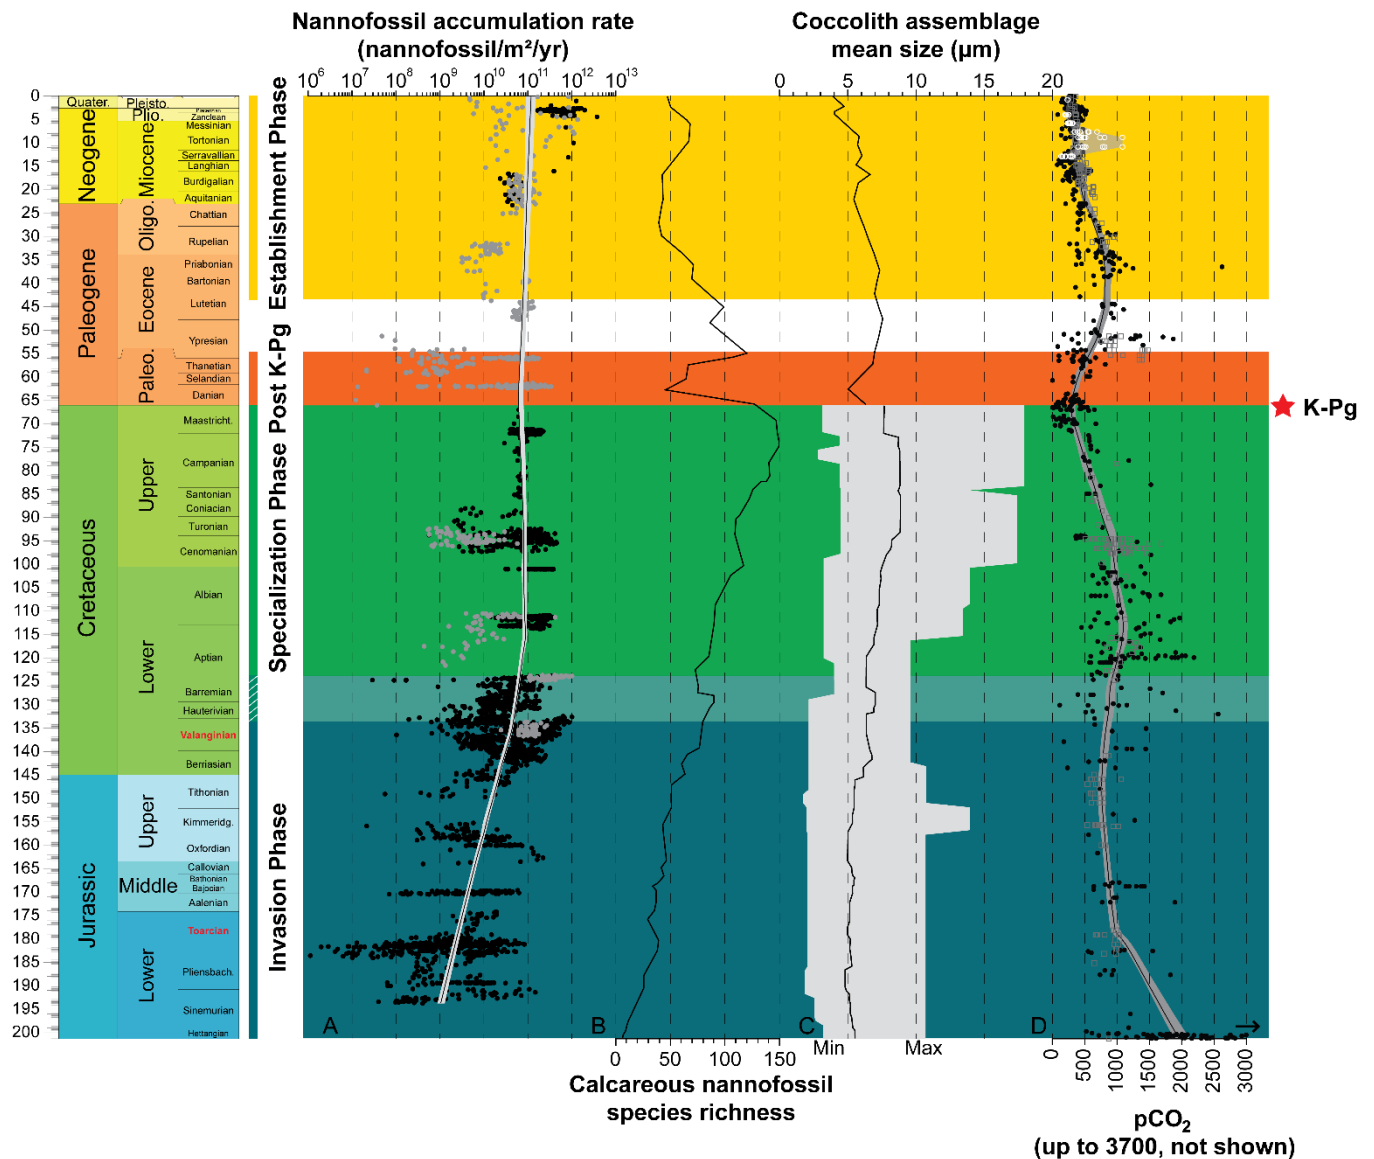 Nannofossil accumulation rate
(nannofossil/m²/yr)
Coccolith assemblage
mean size (µm)
10⁶ 10⁷ 10⁸ 10⁹ 10¹⁰ 10¹¹ 10¹² 10¹³
0 5 10 15 20
0
5
10
15
20
25
30
35
40
45
50
55
60
65
70
75
80
85
90
95
100
105
110
115
120
125
130
135
140
145
150
155
160
165
170
175
180
185
190
195
200
Quater.
Neogene
Paleogene
Cretaceous
Jurassic
Pleisto.
Plio.
Miocene
Oligo.
Eocene
Paleo.
Upper
Lower
Upper
Middle
Lower
Zanclean
Messinian
Tortonian
Serravallian
Langhian
Burdigalian
Aquitanian
Chattian
Rupelian
Priabonian
Bartonian
Lutetian
Ypresian
Thanetian
Selandian
Danian
Maastricht.
Campanian
Santonian
Coniacian
Turonian
Cenomanian
Albian
Aptian
Barremian
Hauterivian
Valanginian
Berriasian
Tithonian
Kimmeridg.
Oxfordian
Callovian
Bathonian
Bajocian
Aalenian
Toarcian
Pliensbach.
Sinemurian
Hettangian
Establishment Phase
Post K-Pg
Specialization Phase
Invasion Phase
K-Pg
A
B
C
D
Min
Max
0 50 100 150
Calcareous nannofossil
species richness
0 500 1000 1500 2000 2500 3000
pCO₂
(up to 3700, not shown)